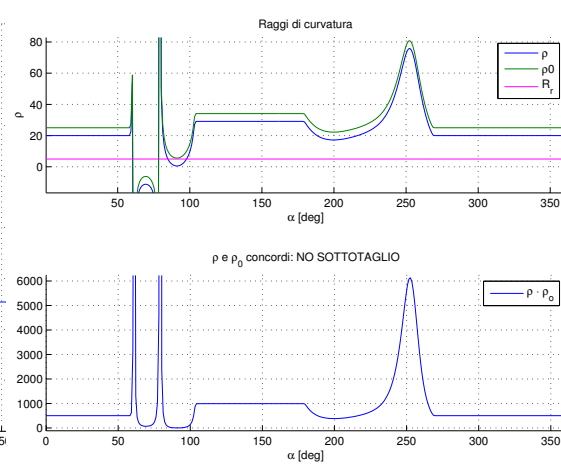 Raggi di curvatura
80
60
40
20
0
ρ
ρ
ρ0
R_r
50 100 150 200 250 300 350
α [deg]
ρ e ρ_0 concordi: NO SOTTOTAGLIO
6000
5000
4000
3000
2000
1000
0
ρ · ρ_o
0 50 100 150 200 250 300 350
α [deg]